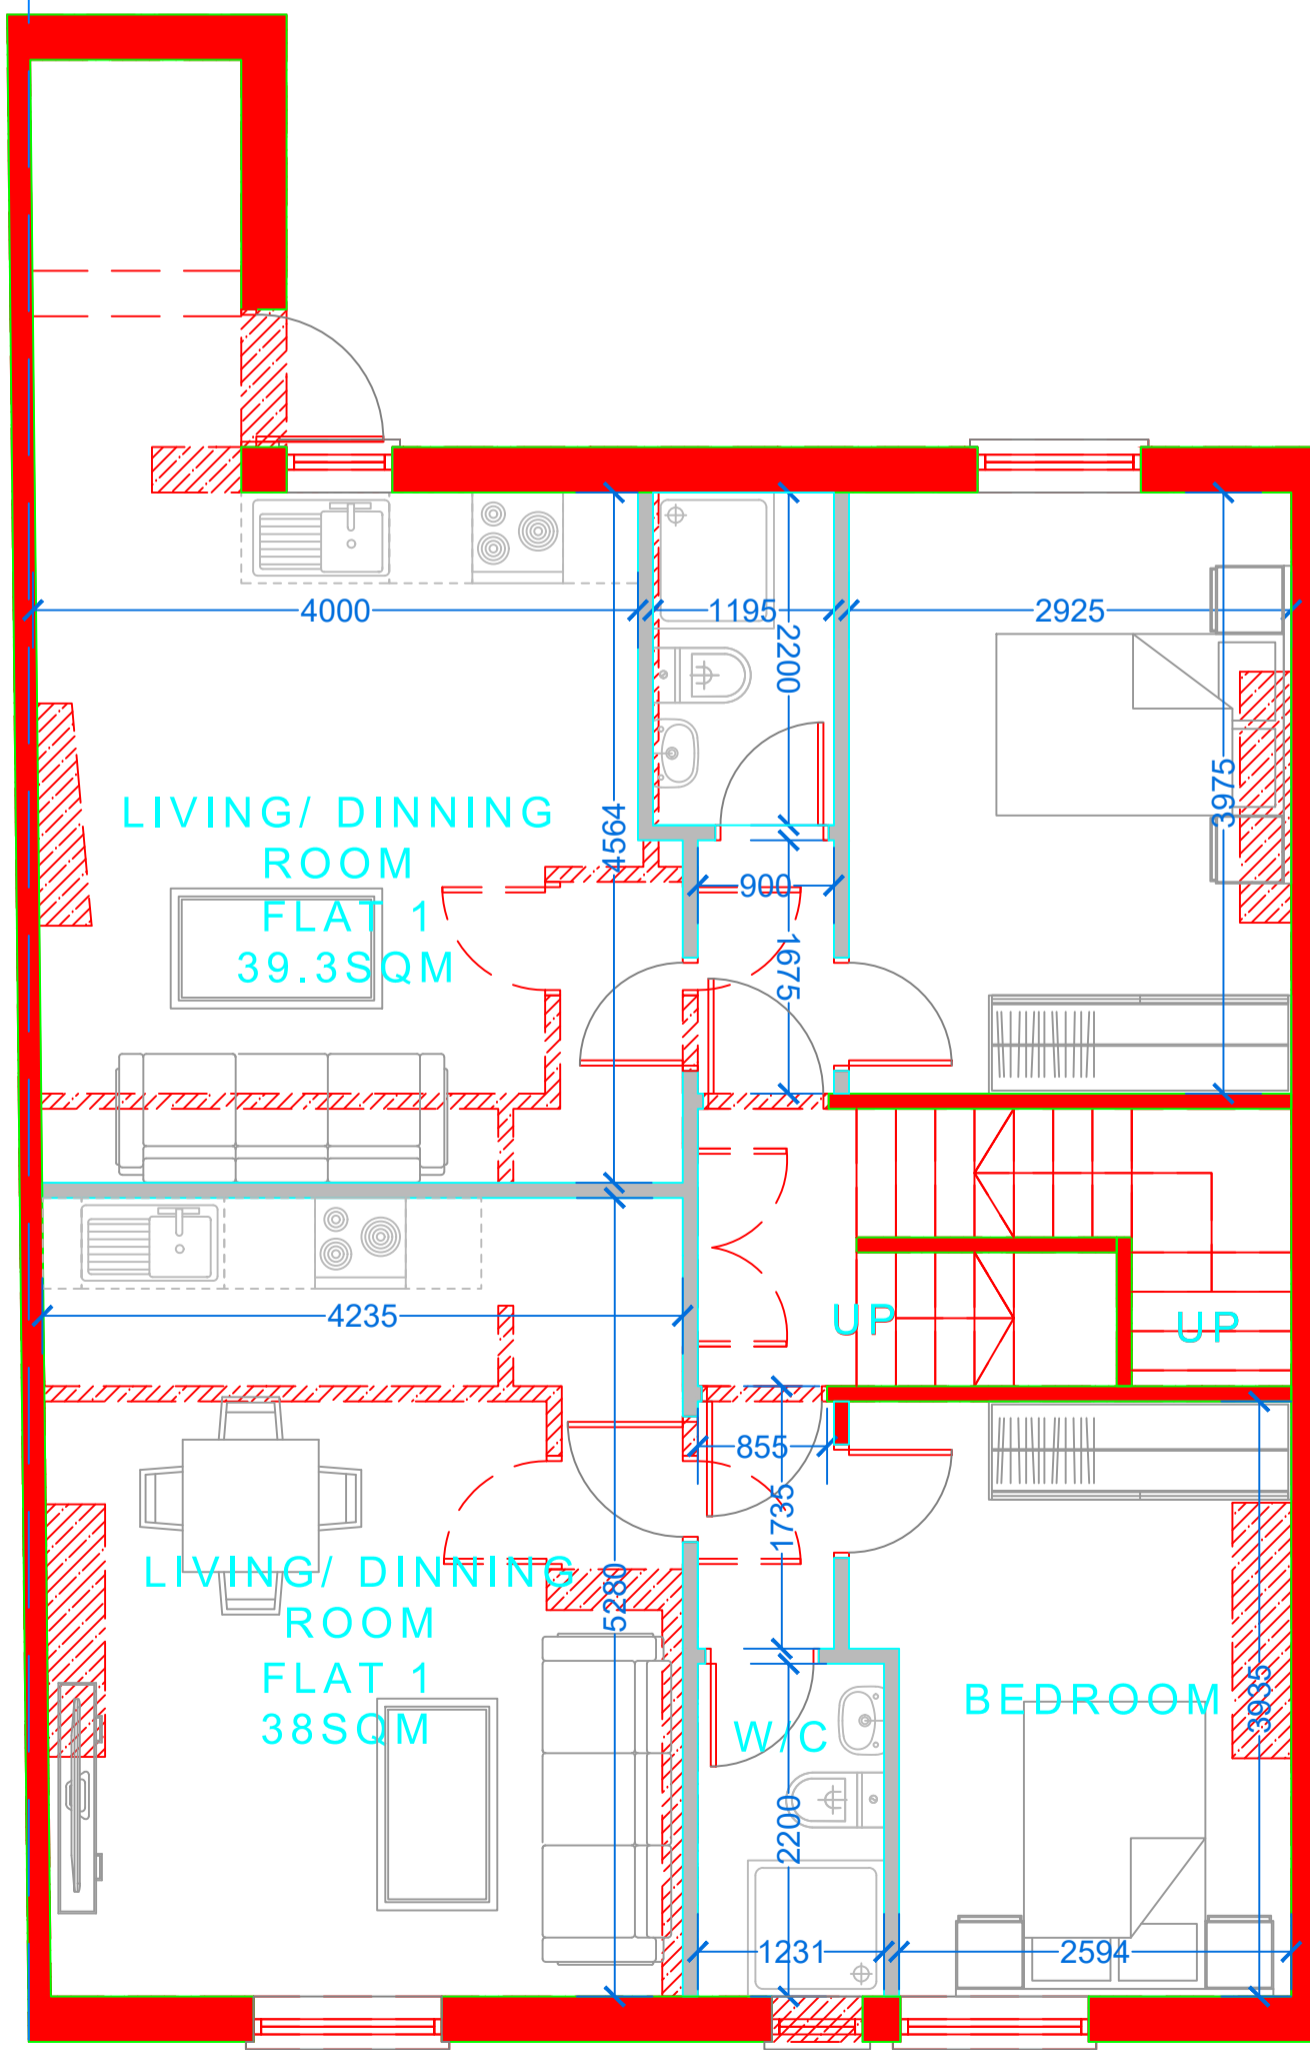 4000
1195
2925
2200
3975
LIVING/ DINNING
ROOM
FLAT 1
39.3SQM
4564
900
1675
4235
UP
UP
855
1735
LIVING/ DINNING
ROOM
FLAT 1
38SQM
5280
W/C
BEDROOM
3935
2200
1231
2594